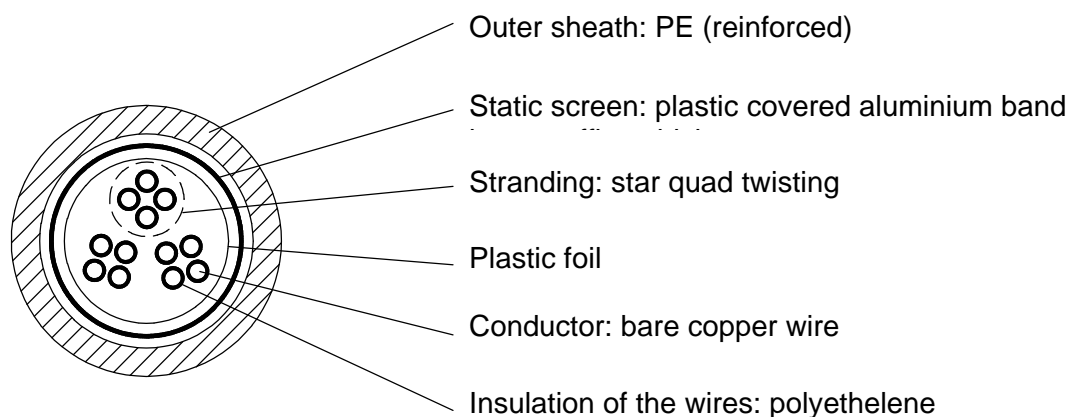 Outer sheath: PE (reinforced)
Static screen: plastic covered aluminium band
Stranding: star quad twisting
Plastic foil
Conductor: bare copper wire
Insulation of the wires: polyethelene